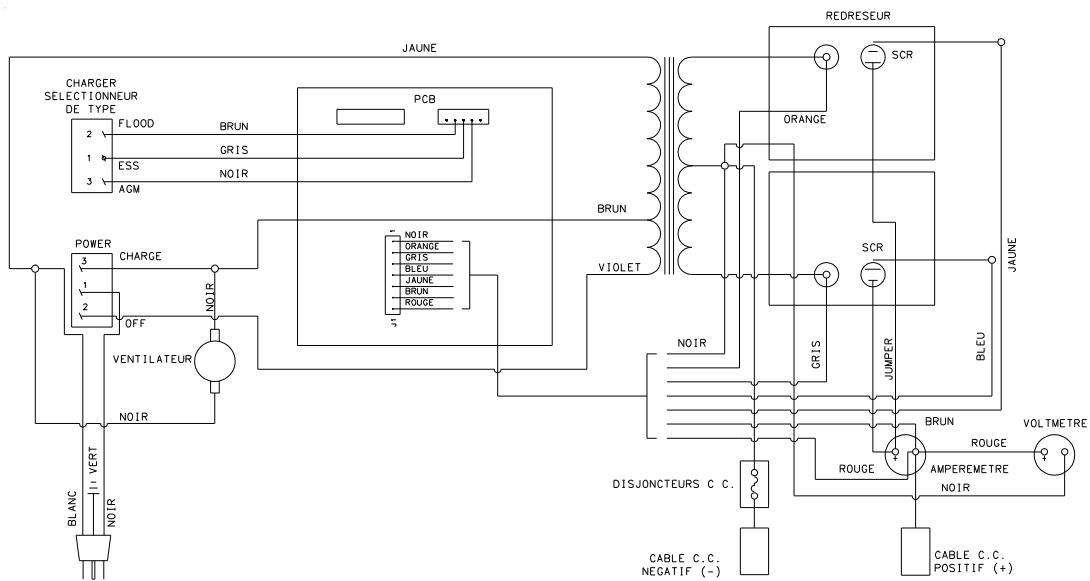 REDRESEUR
JAUNE
SCR
CHARGER
SELECTIONNEUR
DE TYPE
PCB
ORANGE
FLOOD
2
BRUN
1
GRIS
ESS
3
NOIR
AGM
BRUN
POWER
NOIR
ORANGE
GRIS
BLEU
JAUNE
BRUN
ROUGE
J1
3
CHARGE
VIOLET
SCR
JAUNE
1
2
OFF
NOIR
VENTILATEUR
NOIR
GRIS
JUMPER
BLEU
NOIR
BRUN
VOLTMETRE
ROUGE
VERT
ROUGE
AMPEREMETRE
DISJONCTEURS C C.
NOIR
BLANC
NOIR
CABLE C.C.
NEGATIF (-)
CABLE C.C.
POSITIF (+)